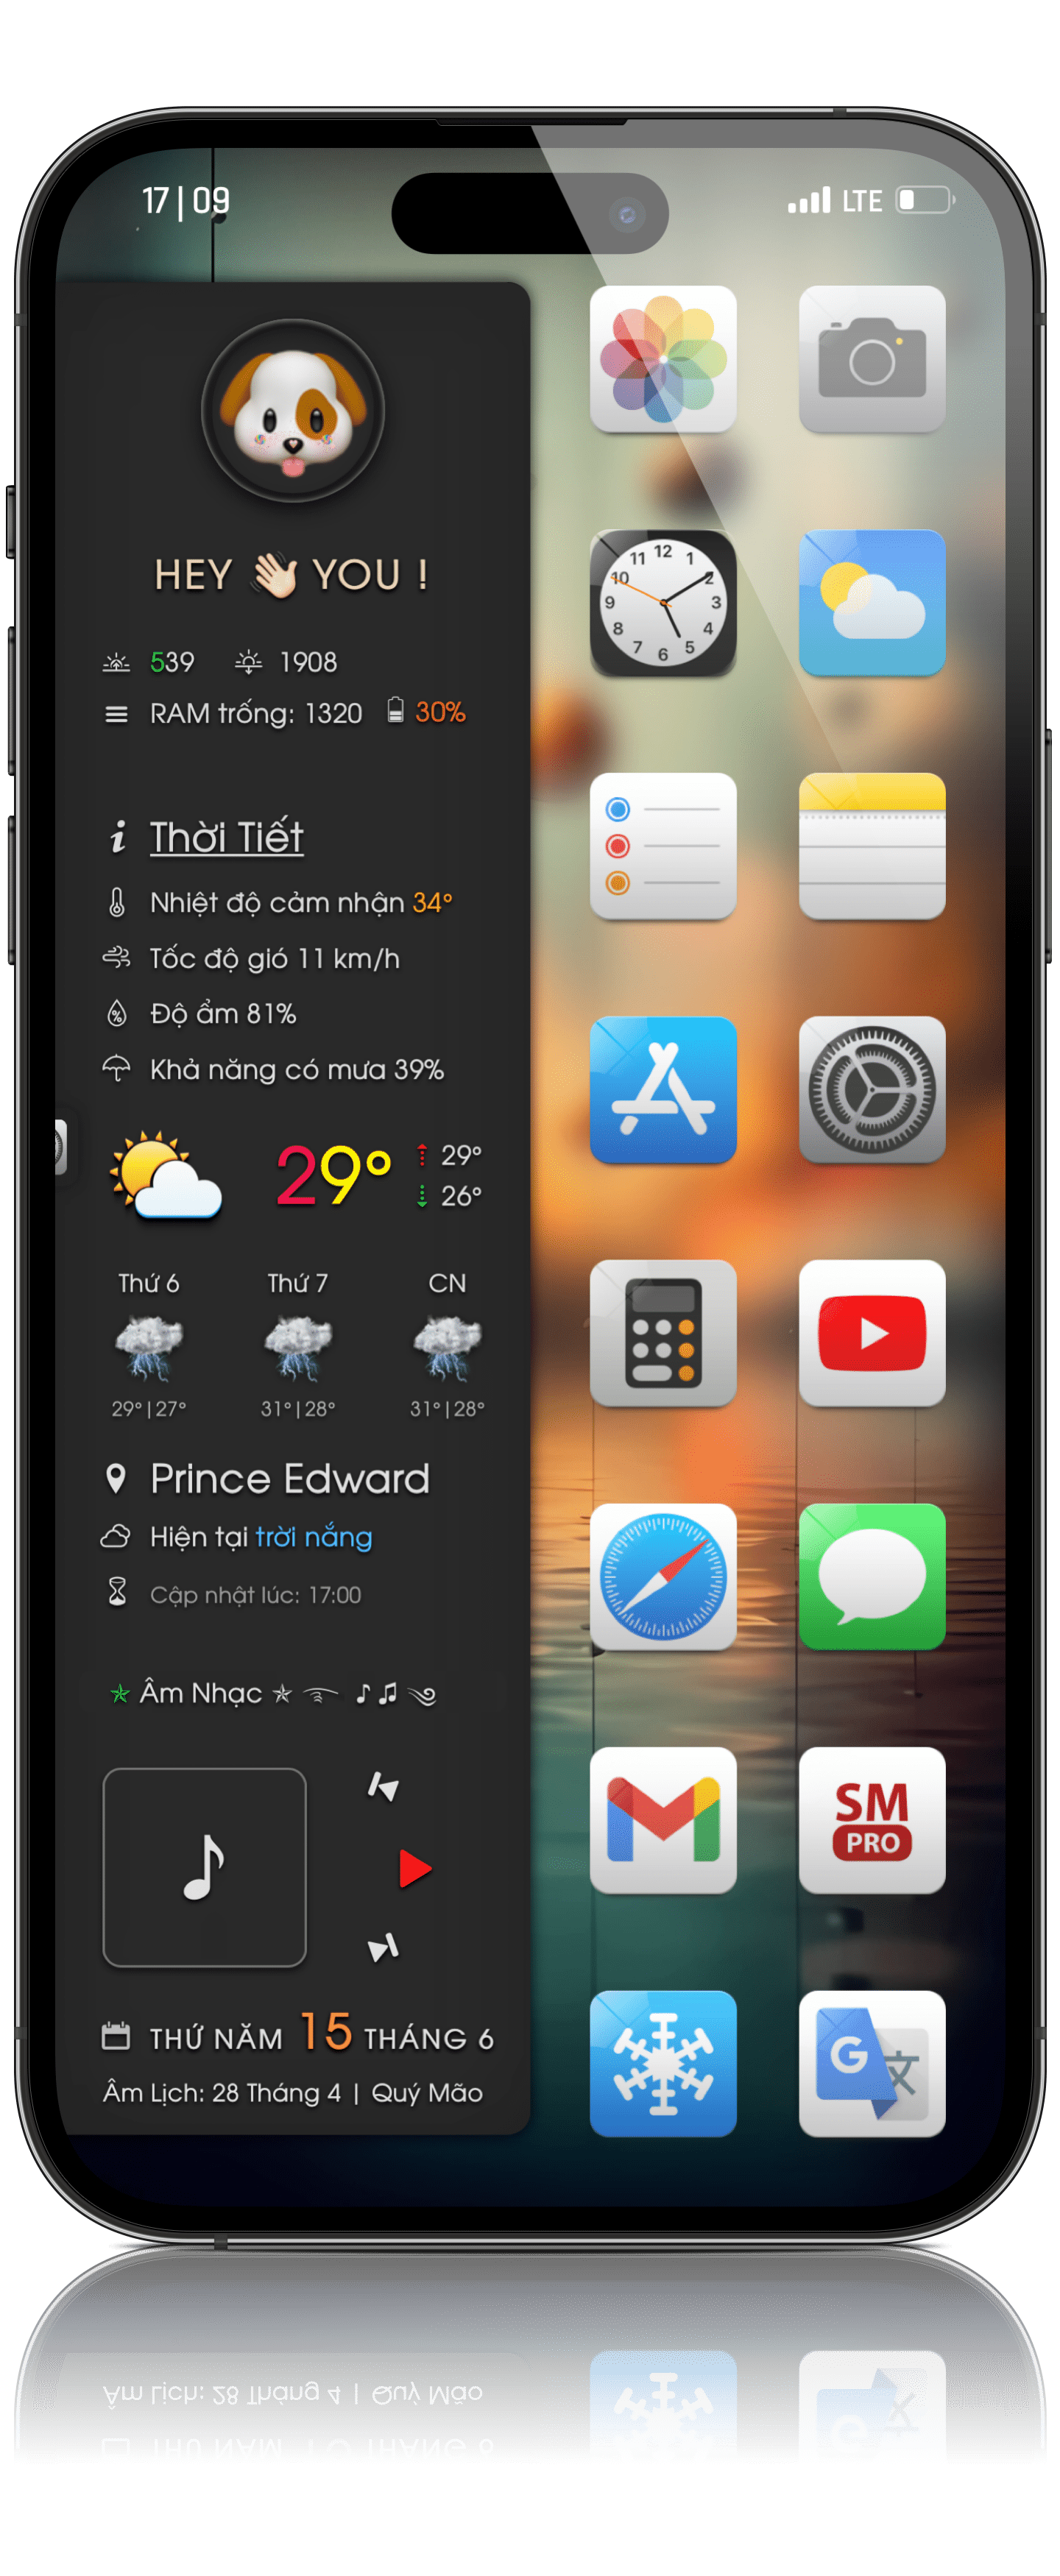 17|09
LTE
HEY 👋🏻 YOU !
539 1908
RAM trống: 1320 30%
Thời Tiết
Nhiệt độ cảm nhận 34°
Tốc độ gió 11 km/h
Độ ẩm 81%
Khả năng có mưa 39%
29° 29°
26°
Thứ 6 Thứ 7 CN
29°|27° 31°|28° 31°|28°
Prince Edward
Hiện tại trời nắng
Cập nhật lúc: 17:00
Âm Nhạc
THỨ NĂM 15 THÁNG 6
Âm Lịch: 28 Tháng 4 | Quý Mão
12
11 1
10 2
9 3
8 4
7 5
6
SM
PRO
G 文